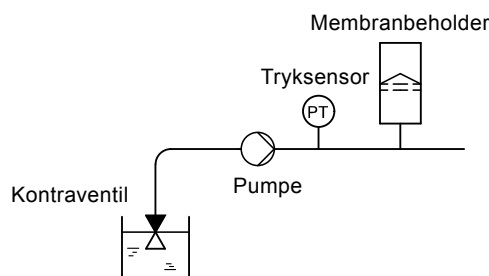 Membranbeholder
Tryksensor
PT
Pumpe
Kontraventil